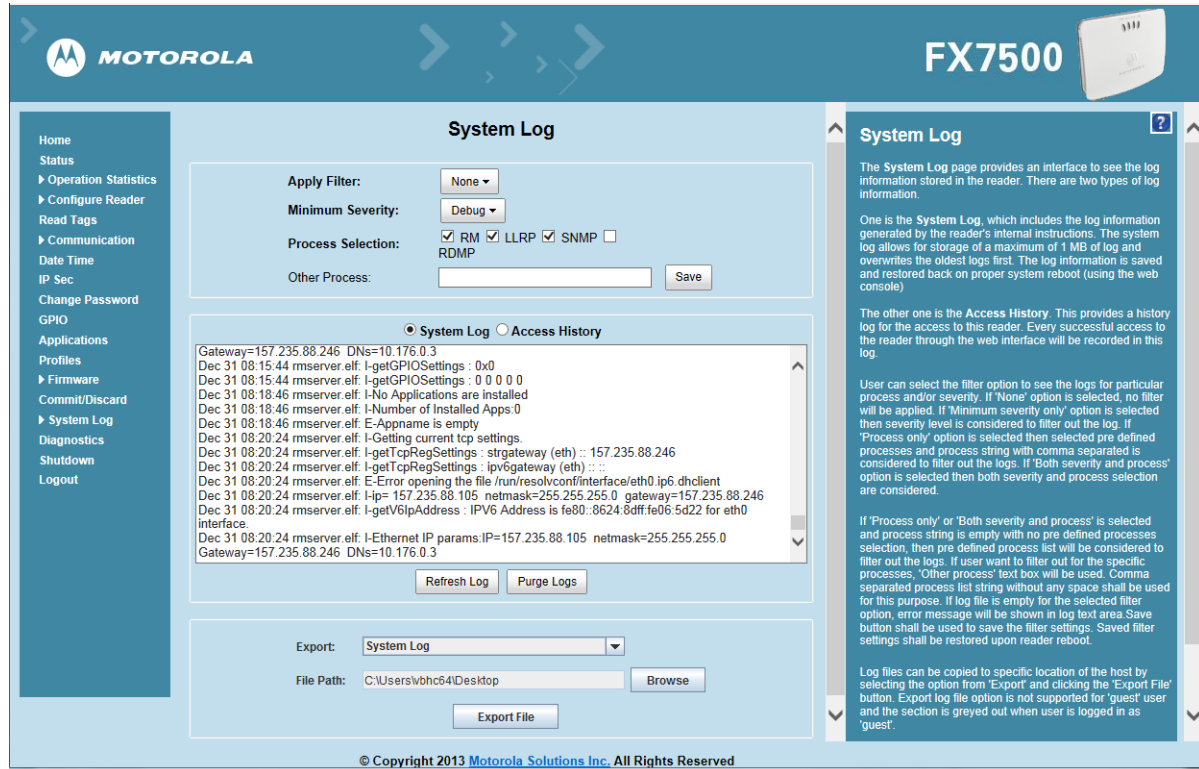 MOTOROLA
FX7500
Home
Status
Operation Statistics
Configure Reader
Read Tags
Communication
Date Time
IP Sec
Change Password
GPIO
Applications
Profiles
Firmware
Commit/Discard
System Log
Diagnostics
Shutdown
Logout
System Log
Apply Filter: None
Minimum Severity: Debug
Process Selection: RM LLRP SNMP
RDMP
Other Process: Save
System Log Access History
Gateway=157.235.88.246 DNs=10.176.0.3
Dec 31 08:15:44 rmserver.elf: I-getGPIOSettings : 0x0
Dec 31 08:15:44 rmserver.elf: I-getGPIOSettings : 0 0 0 0 0
Dec 31 08:18:46 rmserver.elf: I-No Applications are installed
Dec 31 08:18:46 rmserver.elf: I-Number of Installed Apps:0
Dec 31 08:18:46 rmserver.elf: E-Appname is empty
Dec 31 08:20:24 rmserver.elf: I-Getting current tcp settings.
Dec 31 08:20:24 rmserver.elf: I-getTcpRegSettings : strgateway (eth) :: 157.235.88.246
Dec 31 08:20:24 rmserver.elf: I-getTcpRegSettings : ipv6gateway (eth) :: ::
Dec 31 08:20:24 rmserver.elf: E-Error opening the file /run/resolvconf/interface/eth0.ip6.dhclient
Dec 31 08:20:24 rmserver.elf: I-ip= 157.235.88.105 netmask=255.255.255.0 gateway=157.235.88.246
Dec 31 08:20:24 rmserver.elf: I-getV6IpAddress : IPV6 Address is fe80::8624:8dff:fe06:5d22 for eth0
interface.
Dec 31 08:20:24 rmserver.elf: I-Ethernet IP params:IP=157.235.88.105 netmask=255.255.255.0
Gateway=157.235.88.246 DNs=10.176.0.3
Refresh Log Purge Logs
Export: System Log
File Path: C:\Users\vbhc64\Desktop Browse
Export File
System Log
?
The System Log page provides an interface to see the log
information stored in the reader. There are two types of log
information.
One is the System Log, which includes the log information
generated by the reader's internal instructions. The system
log allows for storage of a maximum of 1 MB of log and
overwrites the oldest logs first. The log information is saved
and restored back on proper system reboot (using the web
console)
The other one is the Access History. This provides a history
log for the access to this reader. Every successful access to
the reader through the web interface will be recorded in this
log.
User can select the filter option to see the logs for particular
process and/or severity. If 'None' option is selected, no filter
will be applied. If 'Minimum severity only' option is selected
then severity level is considered to filter out the log. If
'Process only' option is selected then selected pre defined
processes and process string with comma separated is
considered to filter out the logs. If 'Both severity and process'
option is selected then both severity and process selection
are considered.
If 'Process only' or 'Both severity and process' is selected
and process string is empty with no pre defined processes
selection, then pre defined process list will be considered to
filter out the logs. If user want to filter out for the specific
processes, 'Other process' text box will be used. Comma
separated process list string without any space shall be used
for this purpose. If log file is empty for the selected filter
option, error message will be shown in log text area.Save
button shall be used to save the filter settings. Saved filter
settings shall be restored upon reader reboot.
Log files can be copied to specific location of the host by
selecting the option from 'Export' and clicking the 'Export File'
button. Export log file option is not supported for 'guest' user
and the section is greyed out when user is logged in as
'guest'.
© Copyright 2013 Motorola Solutions Inc. All Rights Reserved